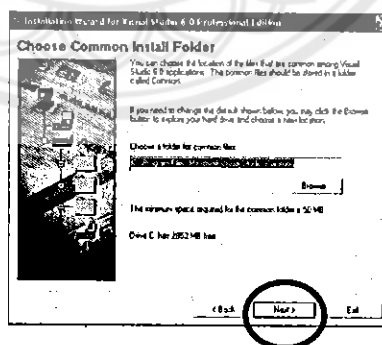 Installation Wizard for Visual Studio 6.0 Professional Edition
Choose Common Install Folder
You can choose the location of the files that are common among Visual
Studio 6.0 applications. The common files should be stored in a folder
called Common.
If you need to change the default shown below, you may click the Browse
button to explore your hard drive and choose a new location.
Choose a folder for common files:
Browse
The minimum space required for the common folder is 50 MB
Drive C: has MB free
< Back
Next >
Exit